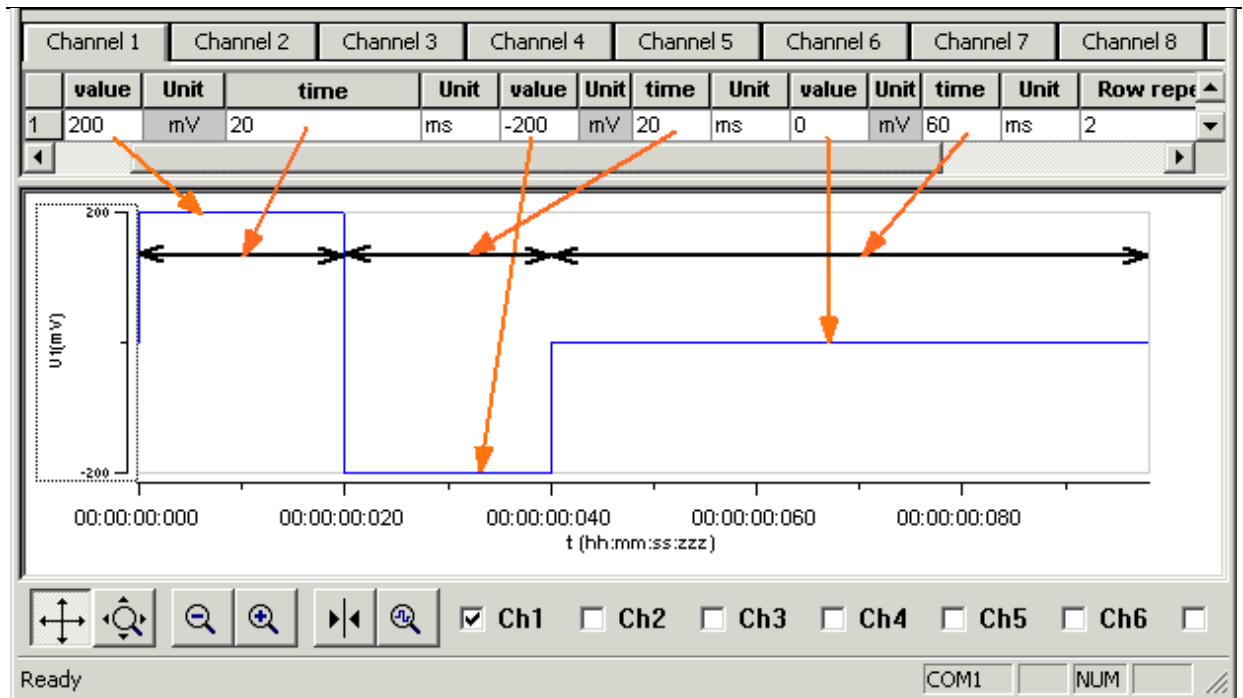 Channel 1 Channel 2 Channel 3 Channel 4 Channel 5 Channel 6 Channel 7 Channel 8
value Unit time Unit value Unit time Unit value Unit time Unit Row repe
1 200 mV 20 ms -200 mV 20 ms 0 mV 60 ms 2
200
U1(mV)
-200
00:00:00:000 00:00:00:020 00:00:00:040 00:00:00:060 00:00:00:080
t (hh:mm:ss:zzz)
Ch1 Ch2 Ch3 Ch4 Ch5 Ch6
Ready COM1 NUM